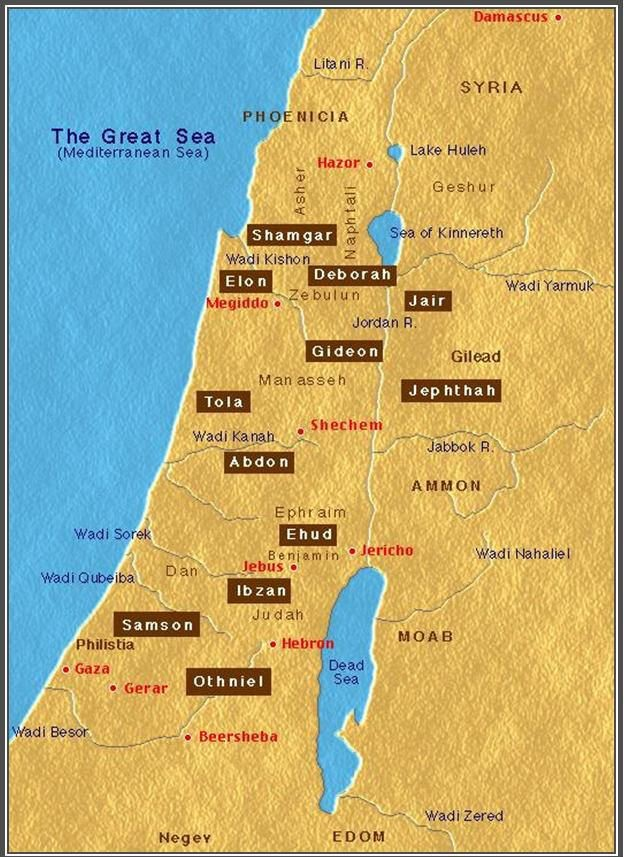 Damascus
Litani R.
SYRIA
PHOENICIA
The Great Sea
(Mediterranean Sea)
Lake Huleh
Hazor
Asher
Naphtali
Geshur
Shamgar
Sea of Kinnereth
Wadi Kishon
Elon
Deborah
Wadi Yarmuk
Zebulun
Megiddo
Jair
Jordan R.
Gideon
Gilead
Manasseh
Jephthah
Tola
Shechem
Wadi Kanah
Jabbok R.
Abdon
AMMON
Ephraim
Wadi Sorek
Ehud
Benjamin
Jericho
Wadi Nahaliel
Jebus
Dan
Wadi Qubeiba
Ibzan
Judah
Samson
MOAB
Philistia
Hebron
Gaza
Dead
Sea
Othniel
Gerar
Wadi Besor
Beersheba
Wadi Zered
Negev
EDOM